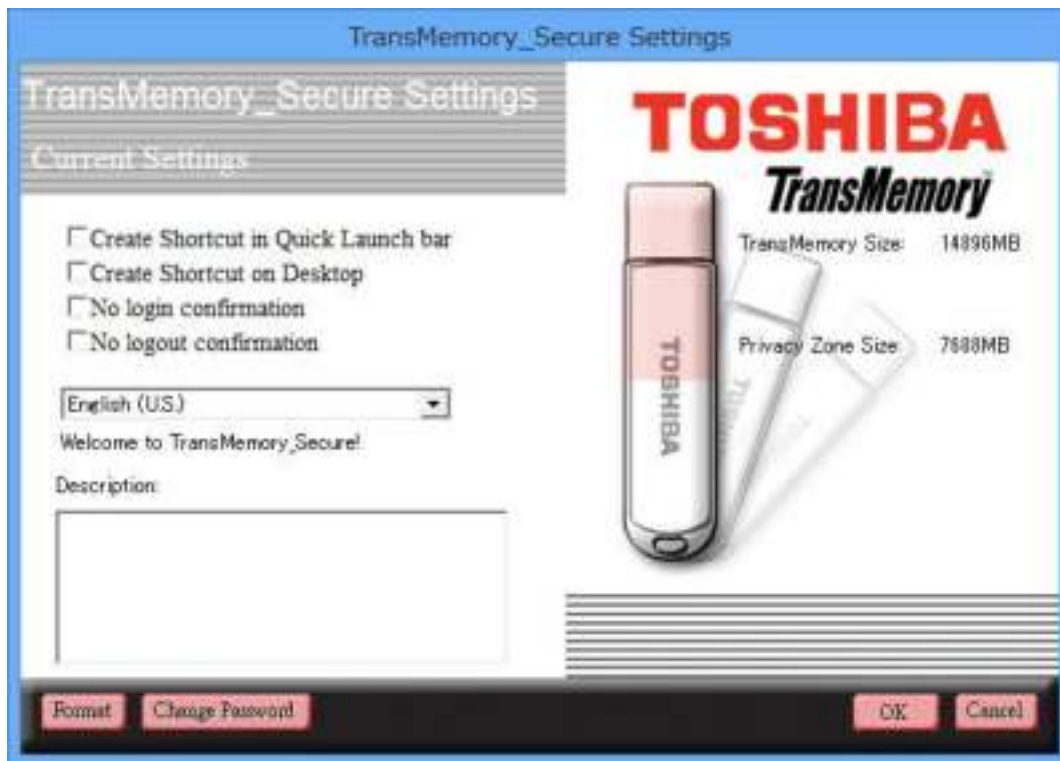 TransMemory_Secure Settings
TransMemory_Secure Settings
Current Settings
Create Shortcut in Quick Launch bar
Create Shortcut on Desktop
No login confirmation
No logout confirmation
English (U.S.)
Welcome to TransMemory_Secure!
Description:
TOSHIBA
TransMemory
TransMemory Size: 14896MB
Privacy Zone Size: 7688MB
TOSHIBA
TOSHIBA
TOSHIBA
Format
Change Password
OK
Cancel